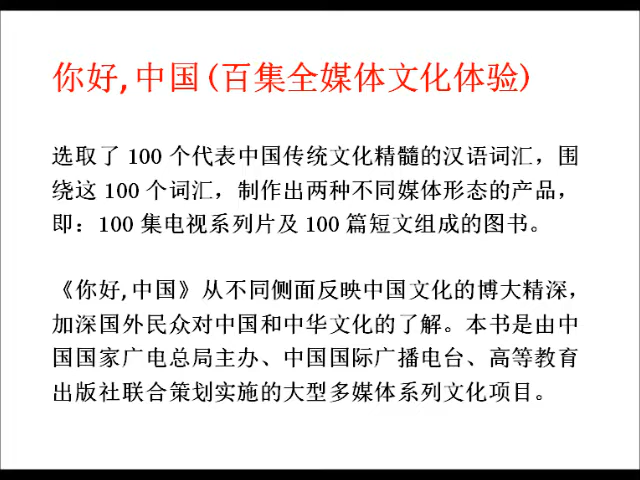 你好,中国(百集全媒体文化体验)
选取了 100 个代表中国传统文化精髓的汉语词汇，围
绕这 100 个词汇，制作出两种不同媒体形态的产品，
即：100 集电视系列片及 100 篇短文组成的图书。
《你好,中国》从不同侧面反映中国文化的博大精深，
加深国外民众对中国和中华文化的了解。本书是由中
国国家广电总局主办、中国国际广播电台、高等教育
出版社联合策划实施的大型多媒体系列文化项目。